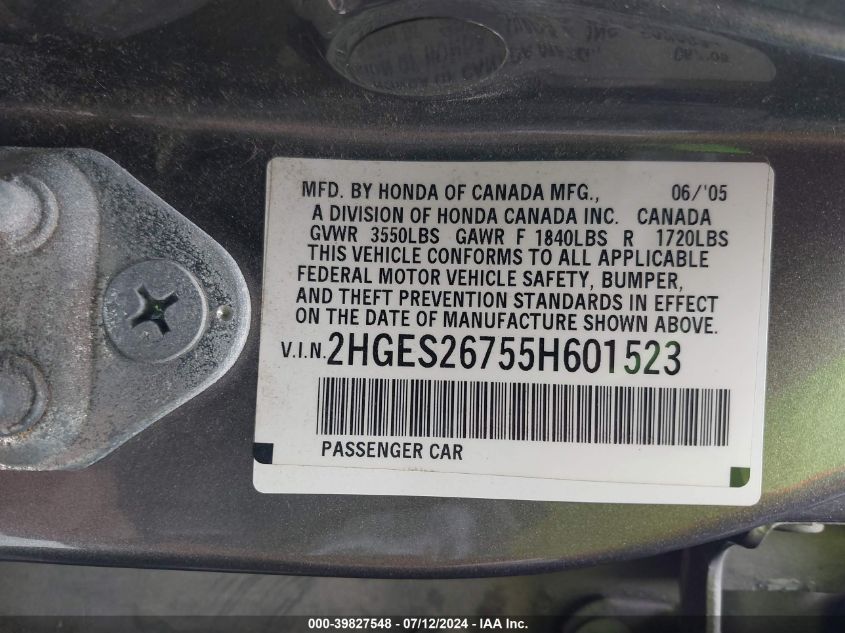 MFD. BY HONDA OF CANADA MFG., 06/'05
A DIVISION OF HONDA CANADA INC. CANADA
GVWR 3550LBS GAWR F 1840LBS R 1720LBS
THIS VEHICLE CONFORMS TO ALL APPLICABLE
FEDERAL MOTOR VEHICLE SAFETY, BUMPER,
AND THEFT PREVENTION STANDARDS IN EFFECT
ON THE DATE OF MANUFACTURE SHOWN ABOVE.
V.I.N. 2HGES26755H601523
PASSENGER CAR
000-39827548 - 07/12/2024 - IAA Inc.